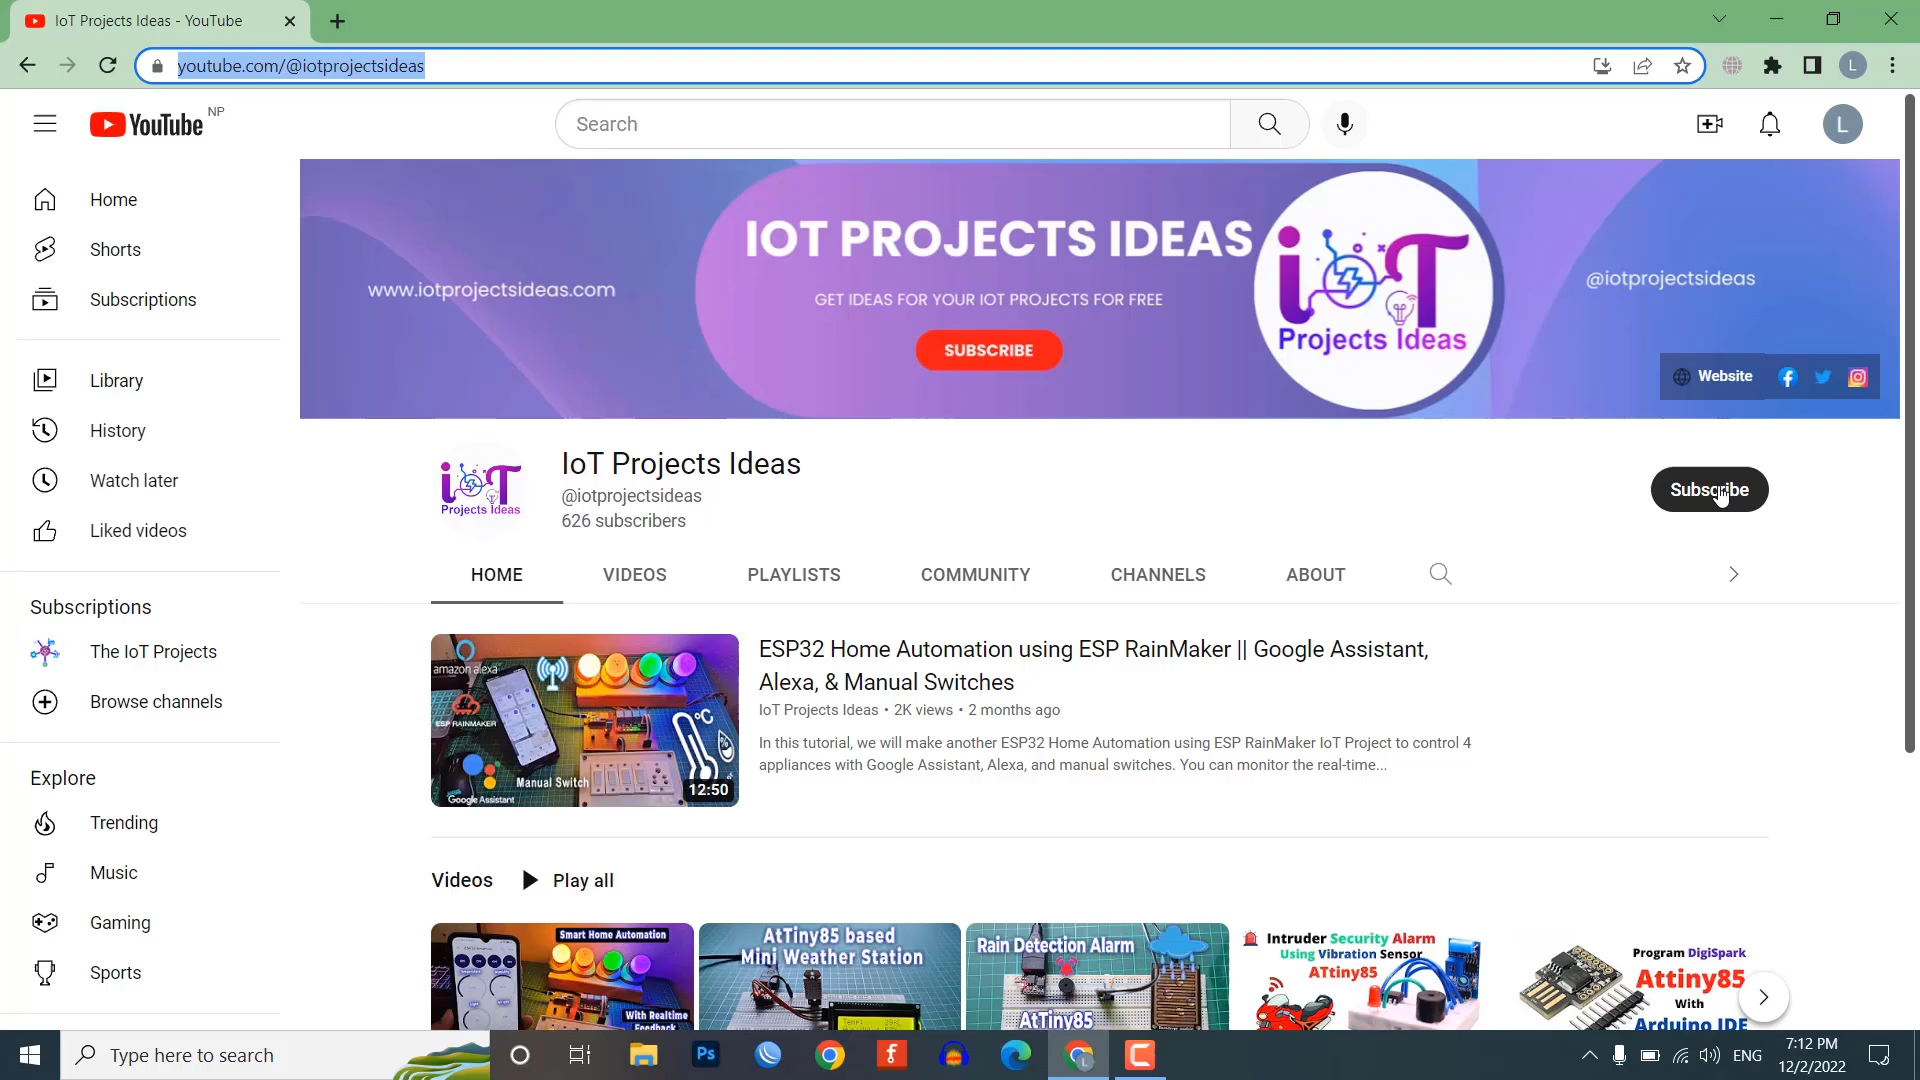 IoT Projects Ideas - YouTube
youtube.com/@iotprojectsideas
L
YouTube NP
Search
L
Home
Shorts
Subscriptions
Library
History
Watch later
Liked videos
Subscriptions
The IoT Projects
Browse channels
Explore
Trending
Music
Gaming
Sports
www.iotprojectsideas.com
IOT PROJECTS IDEAS
GET IDEAS FOR YOUR IOT PROJECTS FOR FREE
SUBSCRIBE
iOT
Projects Ideas
@iotprojectsideas
Website
iOT
Projects Ideas
IoT Projects Ideas
@iotprojectsideas
626 subscribers
Subscribe
HOME VIDEOS PLAYLISTS COMMUNITY CHANNELS ABOUT
amazon alexa
ESP RAINMAKER
Manual Switch
Google Assistant
°C
%
12:50
ESP32 Home Automation using ESP RainMaker || Google Assistant,
Alexa, & Manual Switches
IoT Projects Ideas • 2K views • 2 months ago
In this tutorial, we will make another ESP32 Home Automation using ESP RainMaker IoT Project to control 4
appliances with Google Assistant, Alexa, and manual switches. You can monitor the real-time...
Videos Play all
Smart Home Automation
With Realtime
Feedback
AtTiny85 based
Mini Weather Station
Rain Detection Alarm
AtTiny85
Intruder Security Alarm
Using Vibration Sensor
ATtiny85
Program DigiSpark
Attiny85
With
Arduino IDE
Type here to search
Ps
L
ENG
7:12 PM
12/2/2022